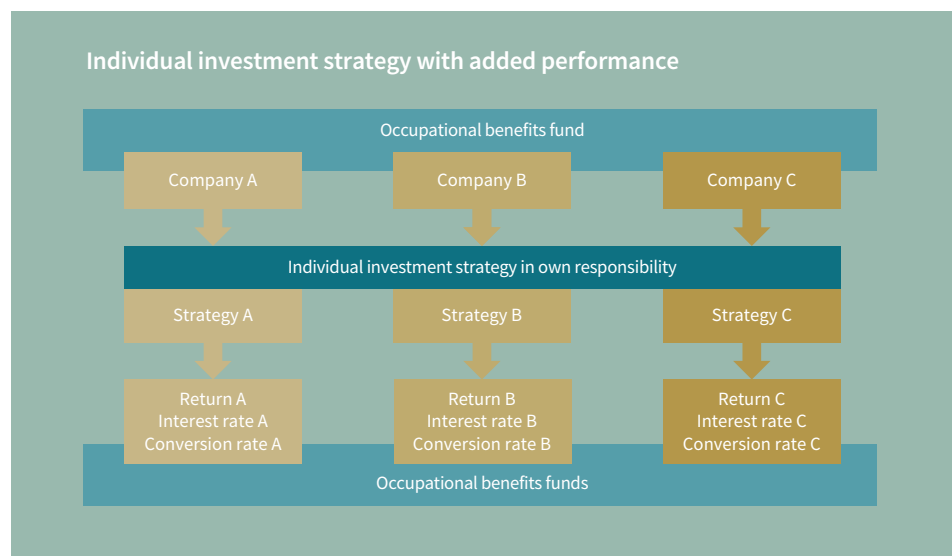 Individual investment strategy with added performance
Occupational benefits fund
Company A
Company B
Company C
Individual investment strategy in own responsibility
Strategy A
Strategy B
Strategy C
Return A
Interest rate A
Conversion rate A
Return B
Interest rate B
Conversion rate B
Return C
Interest rate C
Conversion rate C
Occupational benefits funds